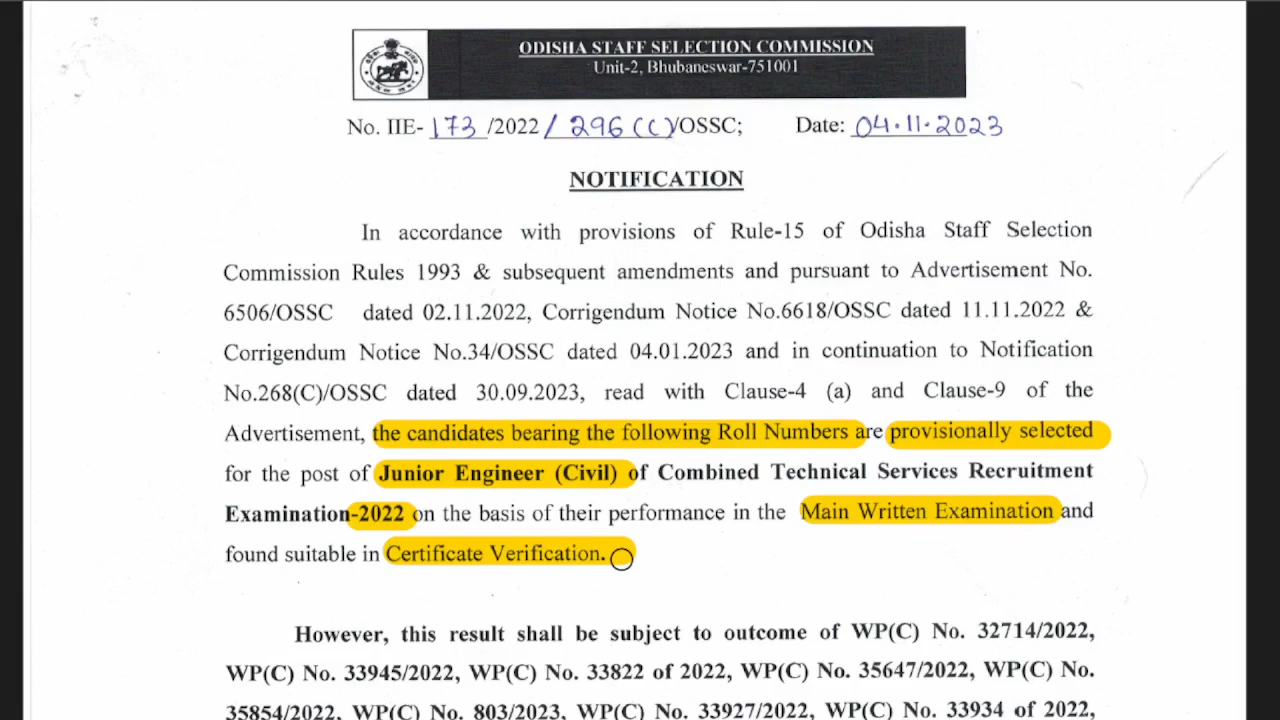 ODISHA STAFF SELECTION COMMISSION
Unit-2, Bhubaneswar-751001
No. IIE- 173 /2022 / 296 (C)/OSSC; Date: 04.11.2023
NOTIFICATION
In accordance with provisions of Rule-15 of Odisha Staff Selection
Commission Rules 1993 & subsequent amendments and pursuant to Advertisement No.
6506/OSSC dated 02.11.2022, Corrigendum Notice No.6618/OSSC dated 11.11.2022 &
Corrigendum Notice No.34/OSSC dated 04.01.2023 and in continuation to Notification
No.268(C)/OSSC dated 30.09.2023, read with Clause-4 (a) and Clause-9 of the
Advertisement, the candidates bearing the following Roll Numbers are provisionally selected
for the post of Junior Engineer (Civil) of Combined Technical Services Recruitment
Examination-2022 on the basis of their performance in the Main Written Examination and
found suitable in Certificate Verification.
However, this result shall be subject to outcome of WP(C) No. 32714/2022,
WP(C) No. 33945/2022, WP(C) No. 33822 of 2022, WP(C) No. 35647/2022, WP(C) No.
35854/2022, WP(C) No. 803/2023, WP(C) No. 33927/2022, WP(C) No. 33934 of 2022,